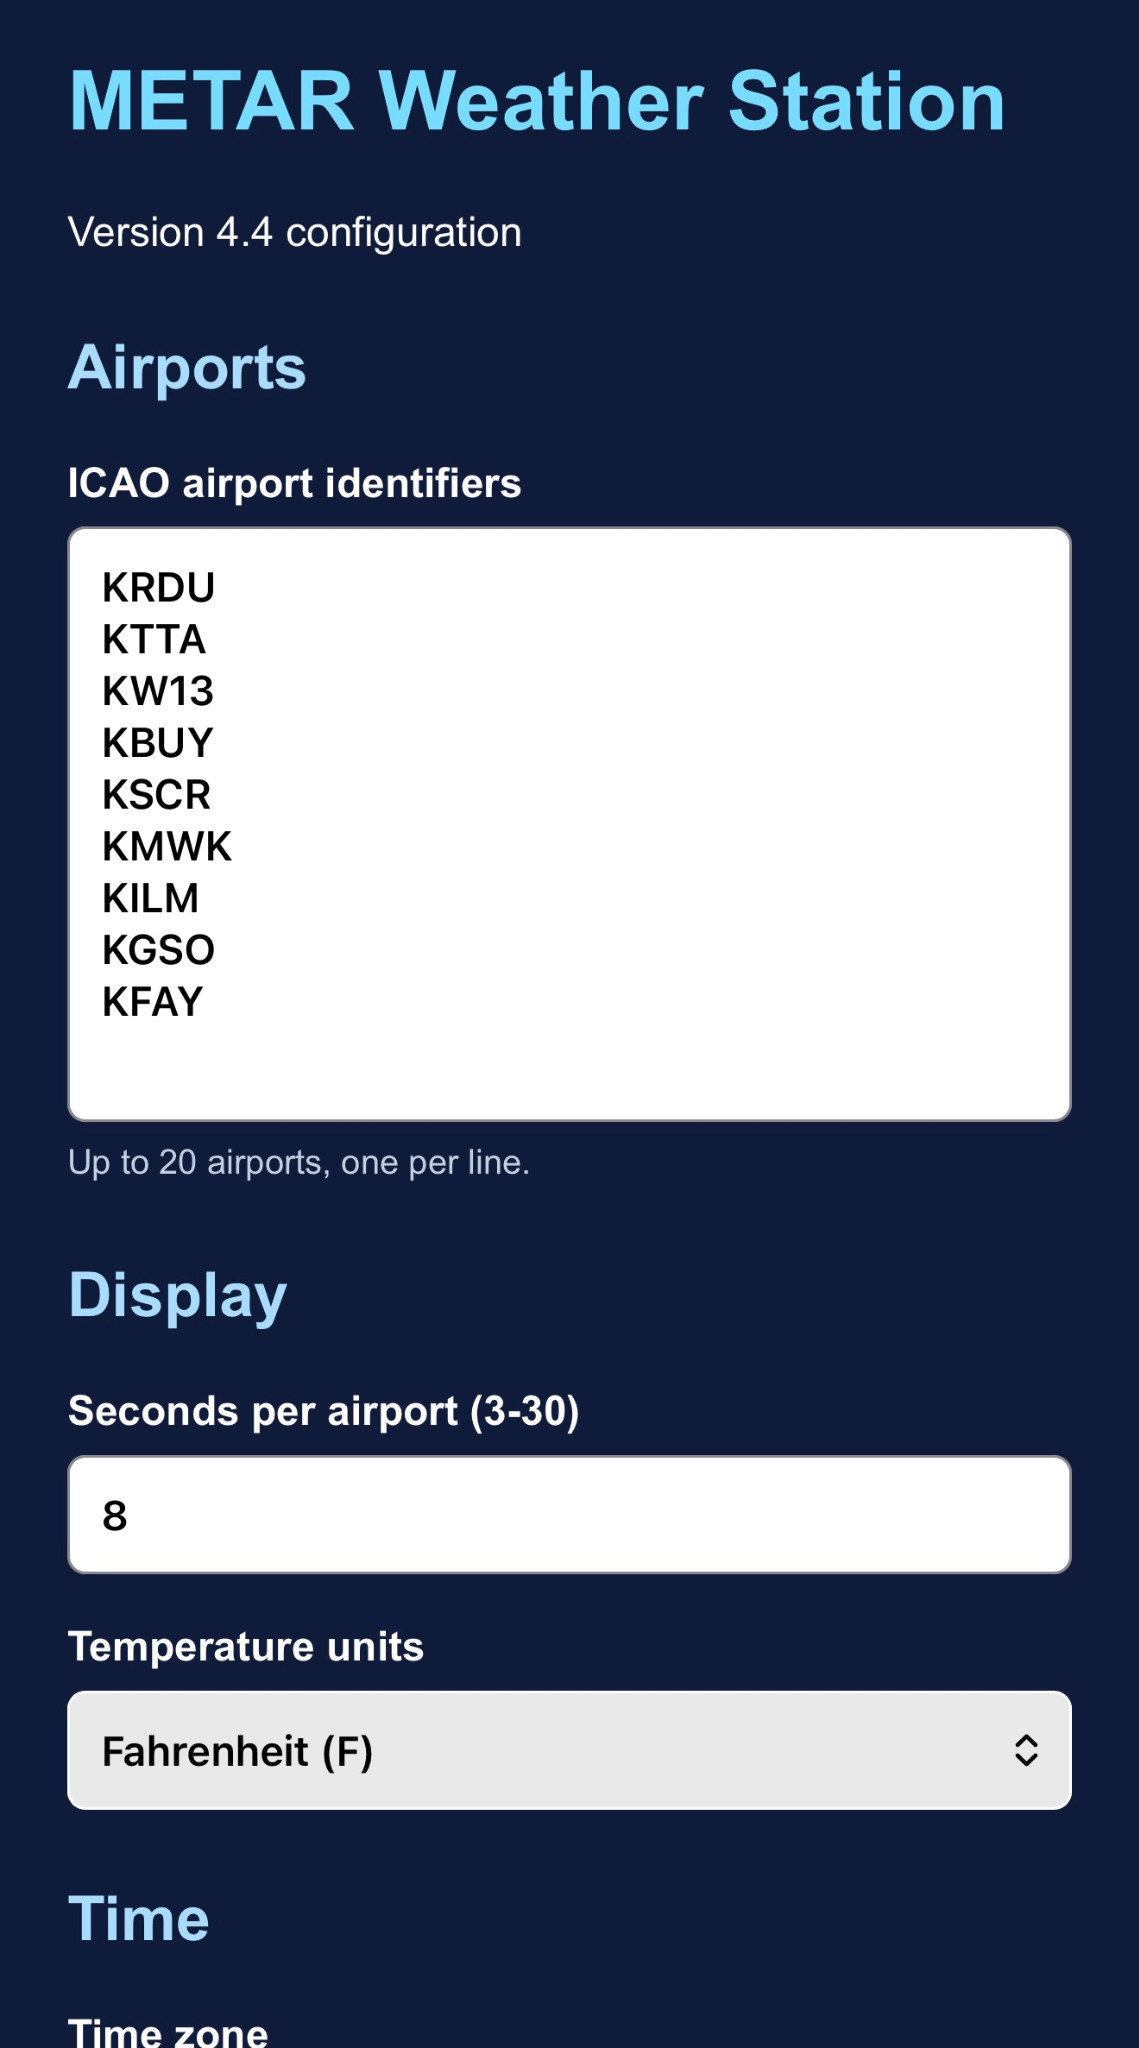 METAR Weather Station
Version 4.4 configuration
Airports
ICAO airport identifiers
KRDU
KTTA
KW13
KBUY
KSCR
KMWK
KILM
KGSO
KFAY
Up to 20 airports, one per line.
Display
Seconds per airport (3-30)
8
Temperature units
Fahrenheit (F)
Time
Time zone